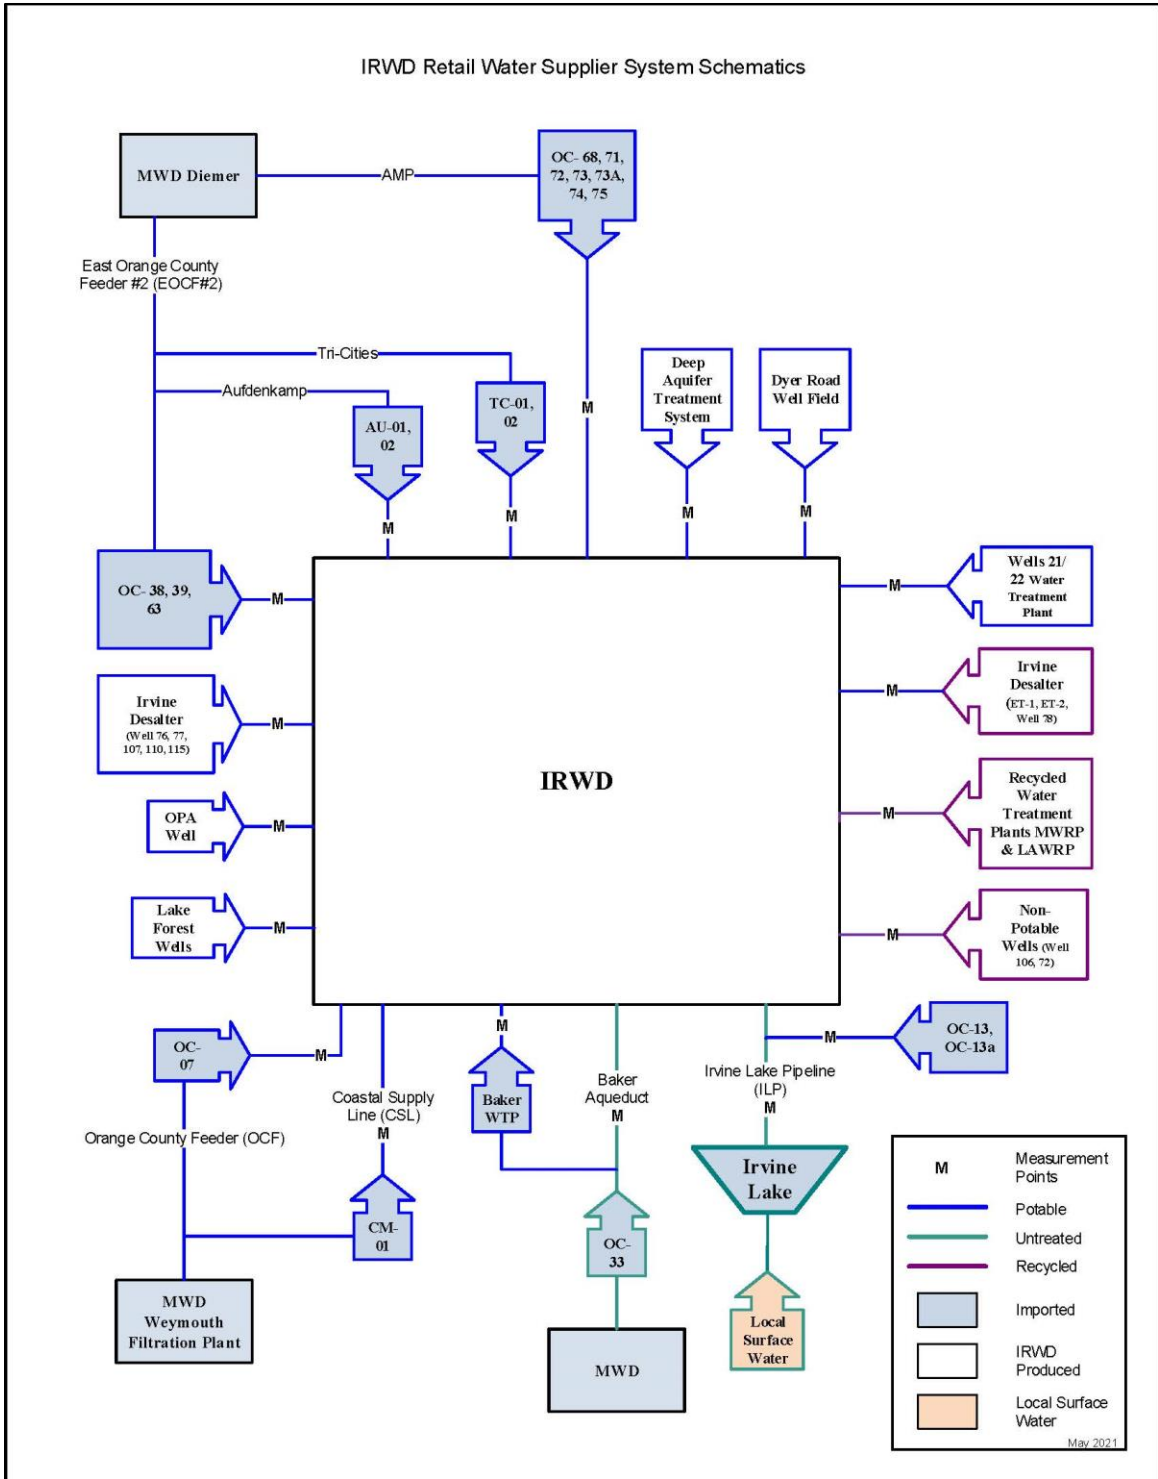 IRWD Retail Water Supplier System Schematics
MWD Diemer
AMP
OC- 68, 71,
72, 73, 73A,
74, 75
East Orange County
Feeder #2 (EOCF#2)
Tri-Cities
Aufdenkamp
AU-01,
02
TC-01,
02
M
Deep
Aquifer
Treatment
System
Dyer Road
Well Field
M
M
M
M
OC- 38, 39,
63
M
Wells 21/
22 Water
Treatment
Plant
M
Irvine
Desalter
(Well 76, 77,
107, 110, 115)
M
Irvine
Desalter
(ET-1, ET-2,
Well 78)
M
IRWD
OPA
Well
M
Recycled
Water
Treatment
Plants MWRP
& LAWRP
M
Lake
Forest
Wells
M
Non-
Potable
Wells (Well
106, 72)
M
OC-
07
M
Coastal Supply
Line (CSL)
M
Orange County Feeder (OCF)
CM-
01
MWD
Weymouth
Filtration Plant
M
Baker
WTP
Baker
Aqueduct
M
OC-
33
MWD
Irvine Lake Pipeline
(ILP)
M
M
OC-13,
OC-13a
Irvine
Lake
Local
Surface
Water
M
Measurement
Points
Potable
Untreated
Recycled
Imported
IRWD
Produced
Local Surface
Water
May 2021